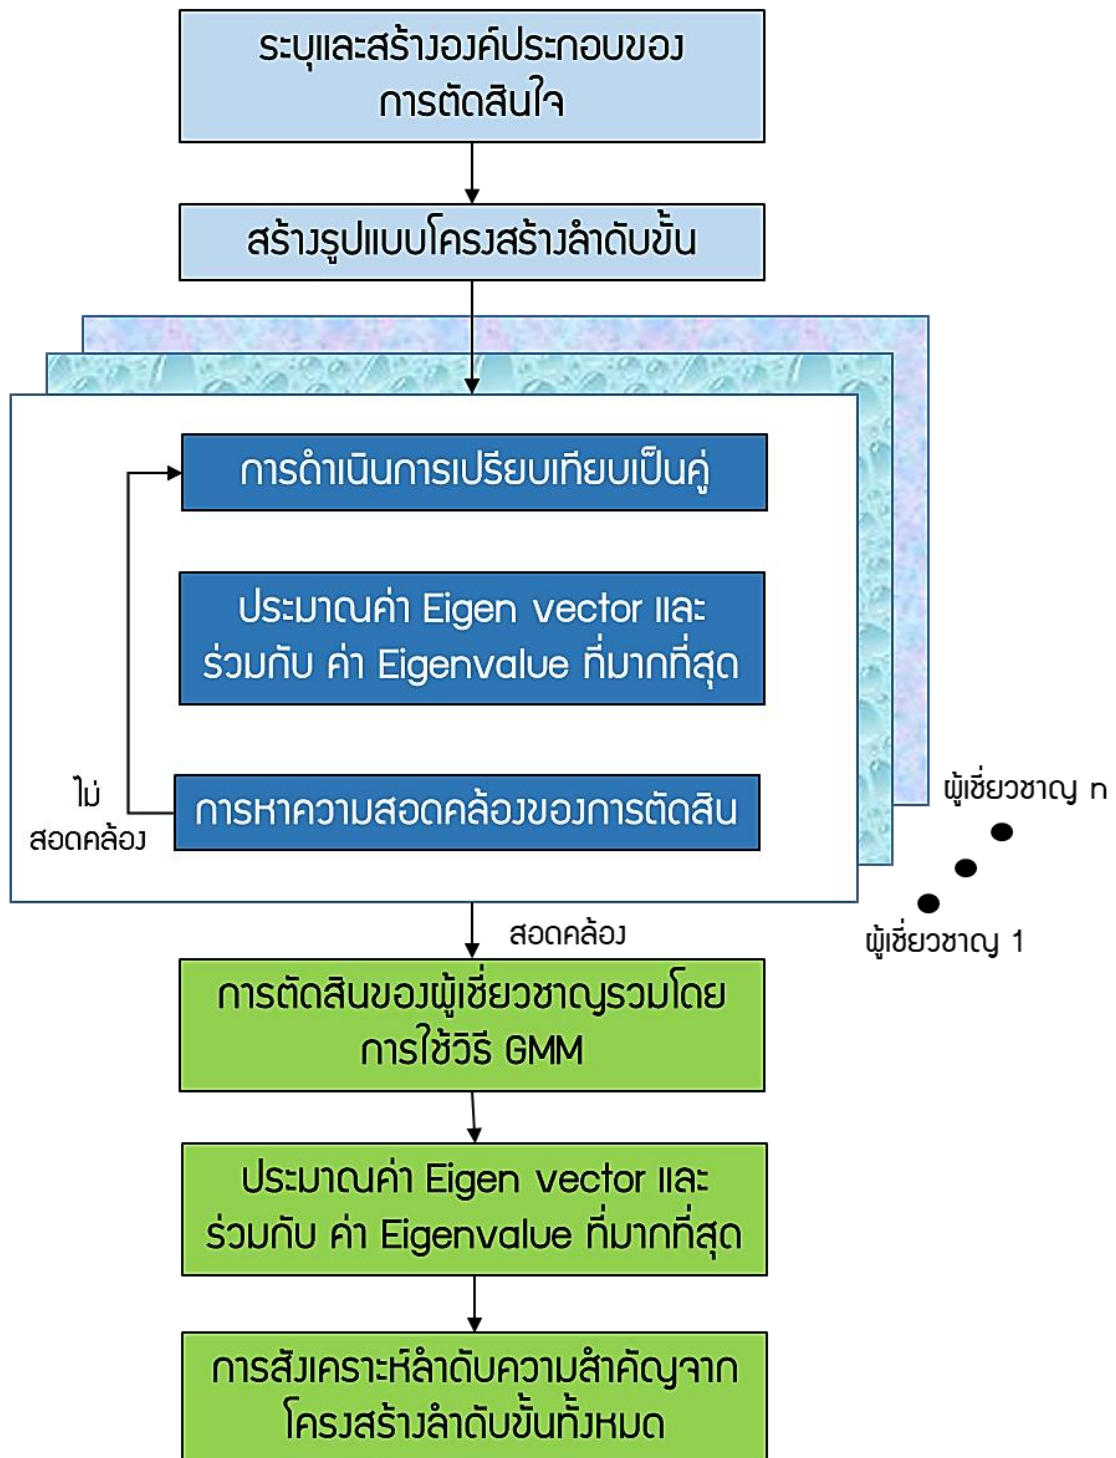 ระบุและสร้างองค์ประกอบของ
การตัดสินใจ
สร้างรูปแบบโครงสร้างลำดับขั้น
การดำเนินการเปรียบเทียบเป็นคู่
ประมาณค่า Eigen vector และ
ร่วมกับ ค่า Eigenvalue ที่มากที่สุด
ไม่
สอดคล้อง
การหาความสอดคล้องของการตัดสิน
ผู้เชี่ยวชาญ n
ผู้เชี่ยวชาญ 1
สอดคล้อง
การตัดสินของผู้เชี่ยวชาญรวมโดย
การใช้วิธี GMM
ประมาณค่า Eigen vector และ
ร่วมกับ ค่า Eigenvalue ที่มากที่สุด
การสังเคราะห์ลำดับความสำคัญจาก
โครงสร้างลำดับขั้นทั้งหมด